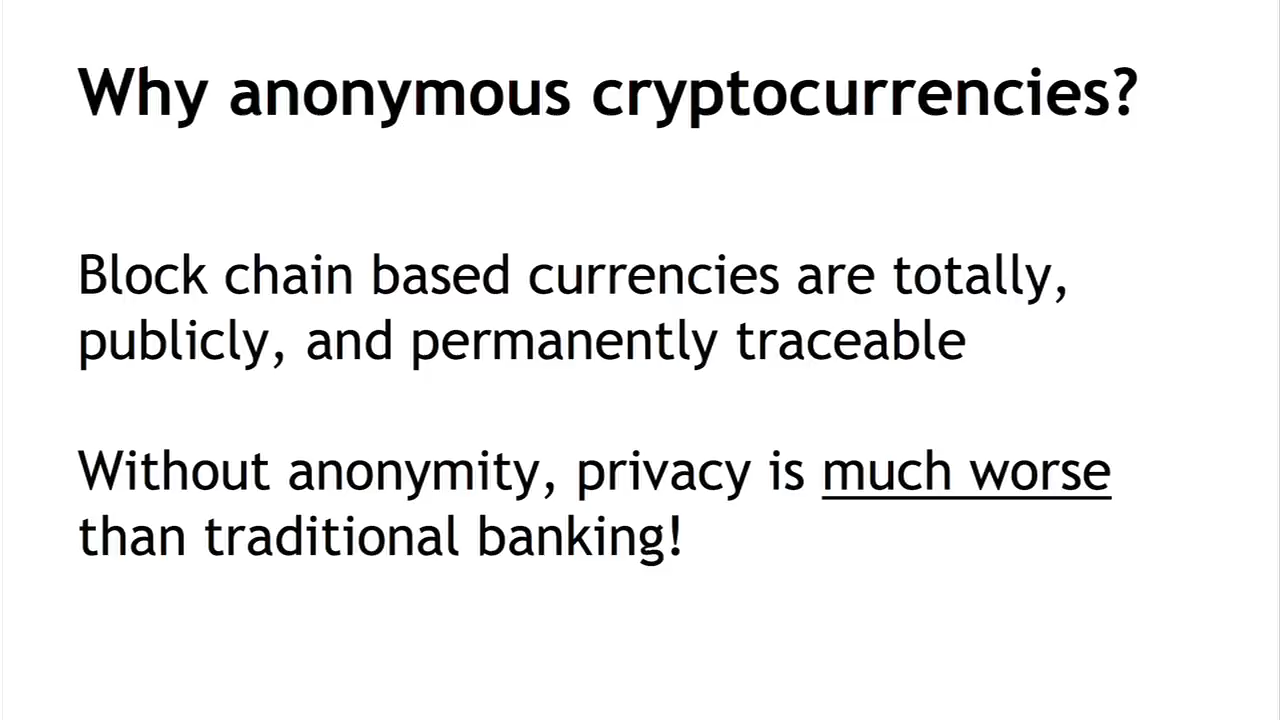 Why anonymous cryptocurrencies?
Block chain based currencies are totally,
publicly, and permanently traceable
Without anonymity, privacy is much worse
than traditional banking!